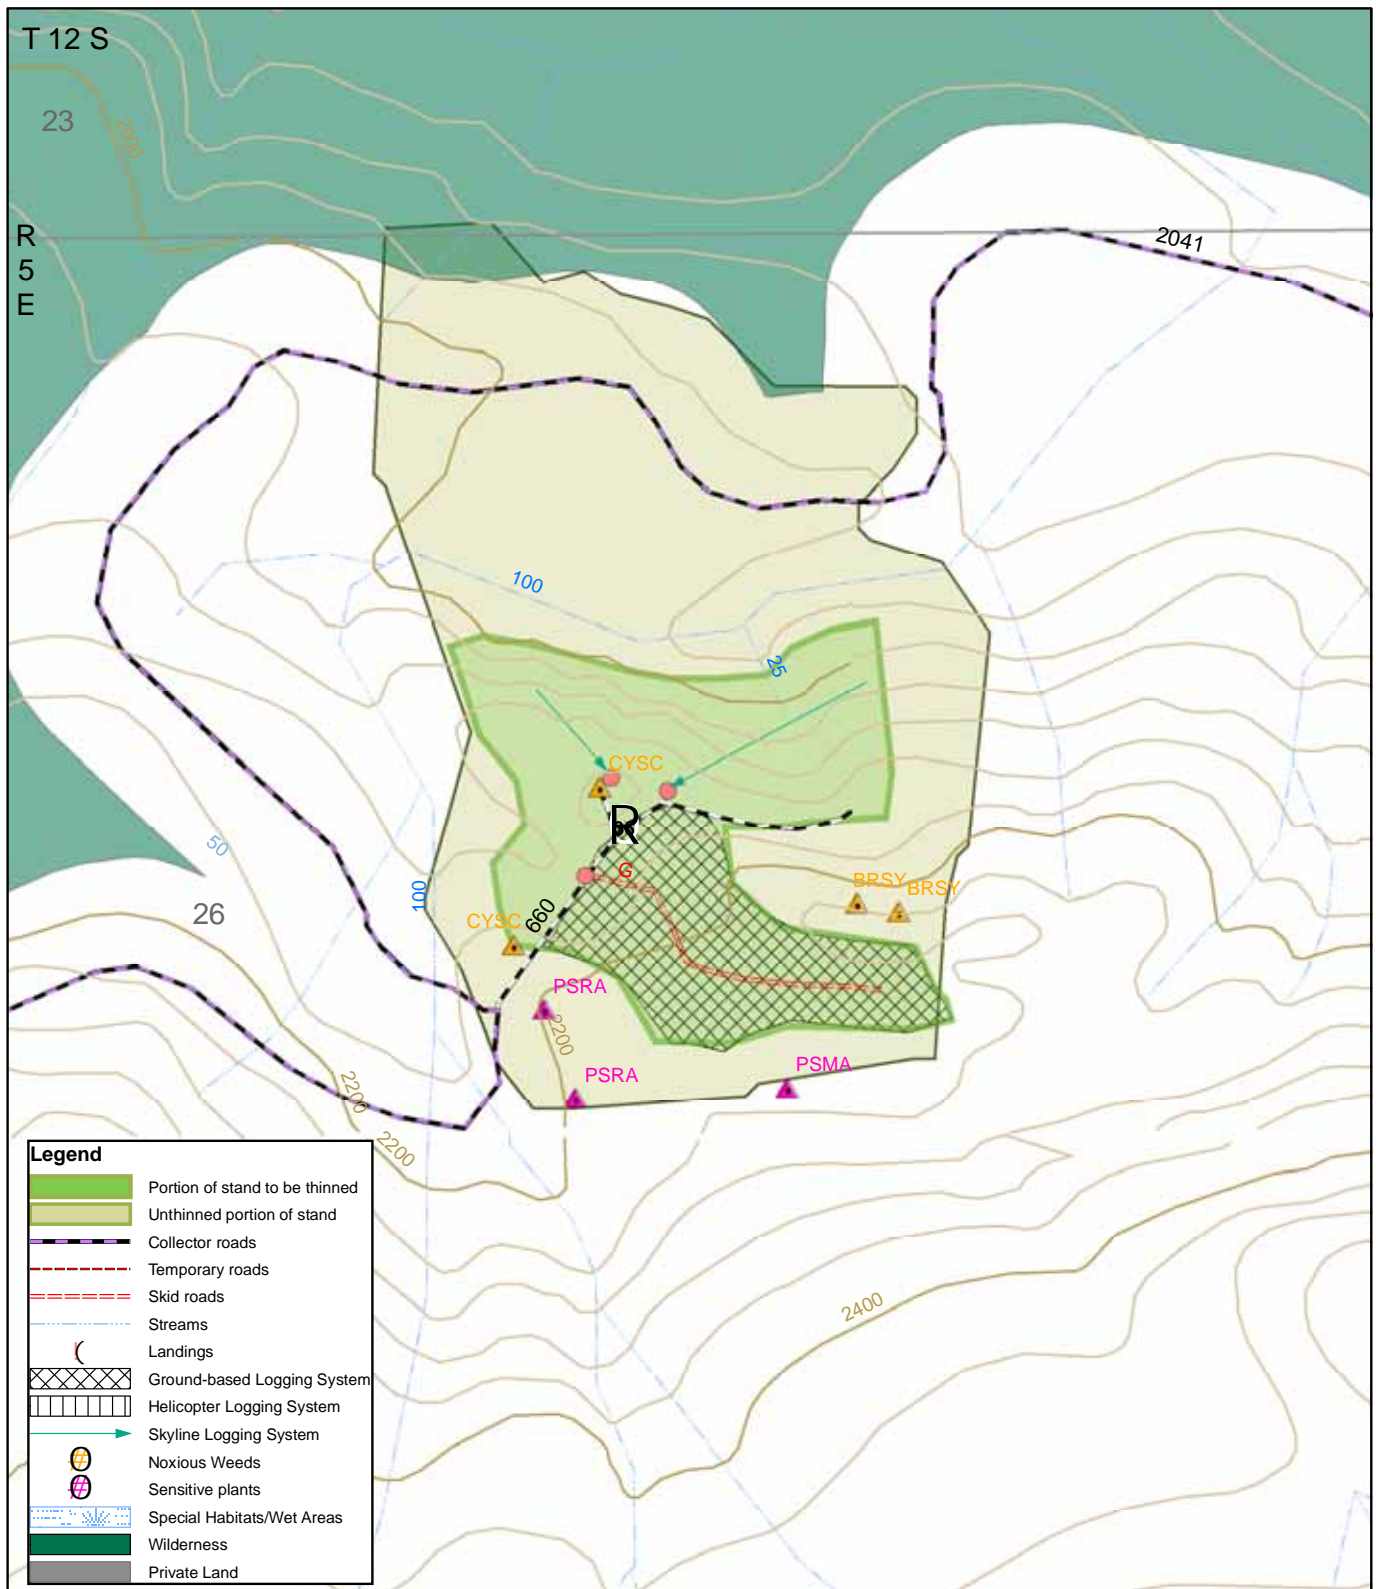 T 12 S
23
2000
R
5
E
2041
100
25
CYSC
R
G
BRSY
BRSY
50
100
26
660
CYSC
PSRA
2200
PSRA
PSMA
2200
2200
2400
Legend
Portion of stand to be thinned
Unthinned portion of stand
Collector roads
Temporary roads
Skid roads
Streams
Landings
Ground-based Logging System
Helicopter Logging System
Skyline Logging System
Noxious Weeds
Sensitive plants
Special Habitats/Wet Areas
Wilderness
Private Land